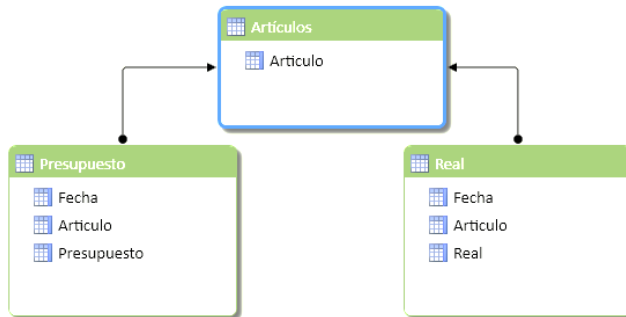 Artículos
Articulo
Presupuesto
Fecha
Articulo
Presupuesto
Real
Fecha
Articulo
Real